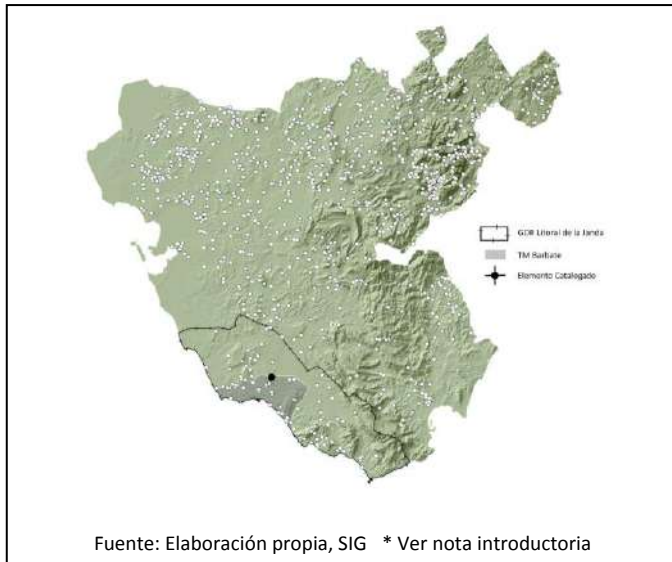 GDR Litoral de la Janda
TM Barbate
Elemento Catalogado
Fuente: Elaboración propia, SIG * Ver nota introductoria